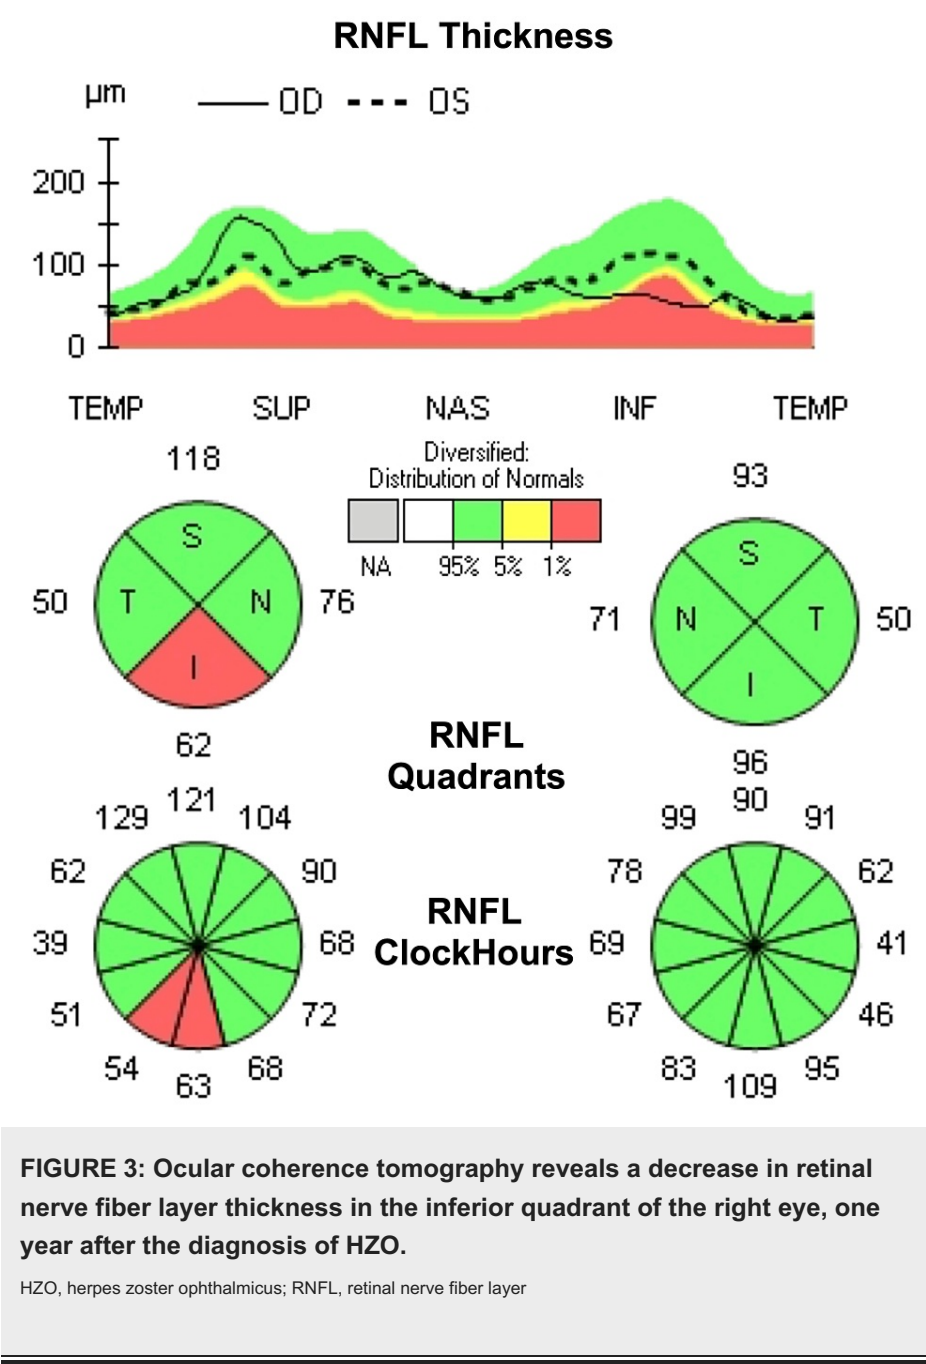 RNFL Thickness
µm
OD OS
200
100
0
TEMP SUP NAS INF TEMP
Diversified:
Distribution of Normals
NA 95% 5% 1%
118
S
50 T N 76
I
62
93
S
71 N T 50
I
96
RNFL
Quadrants
121
129 104
62 90
39 68
51 72
54 68
63
RNFL
ClockHours
90
99 91
78 62
69 41
67 46
83 95
109
FIGURE 3: Ocular coherence tomography reveals a decrease in retinal
nerve fiber layer thickness in the inferior quadrant of the right eye, one
year after the diagnosis of HZO.
HZO, herpes zoster ophthalmicus; RNFL, retinal nerve fiber layer